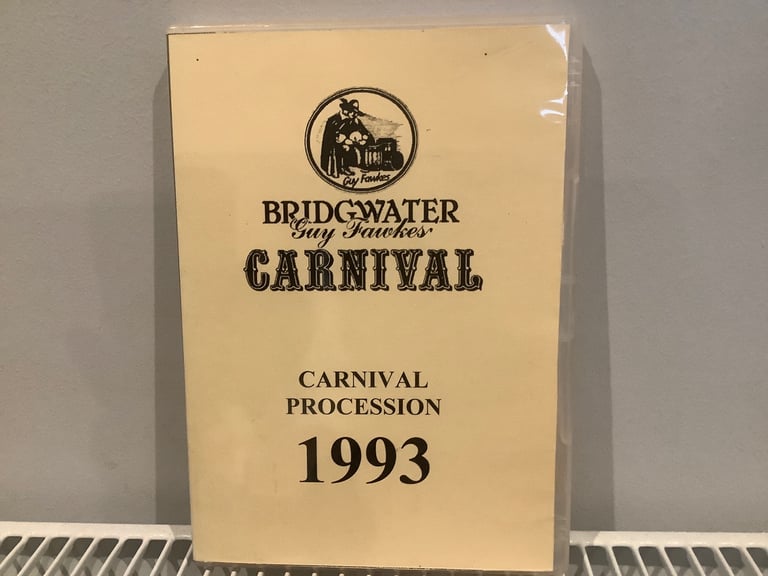 Guy Fawkes
BRIDGWATER
Guy Fawkes
CARNIVAL
CARNIVAL
PROCESSION
1993